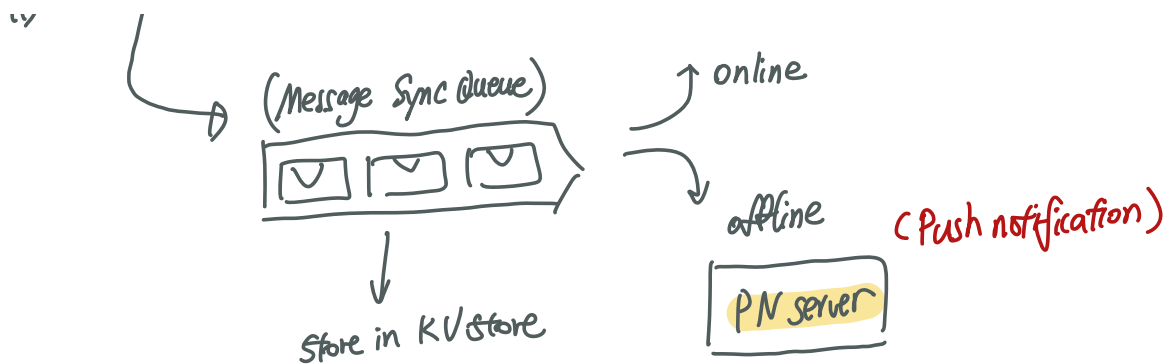 (Message Sync Queue)
online
offline
(Push notification)
PN server
Store in KV store